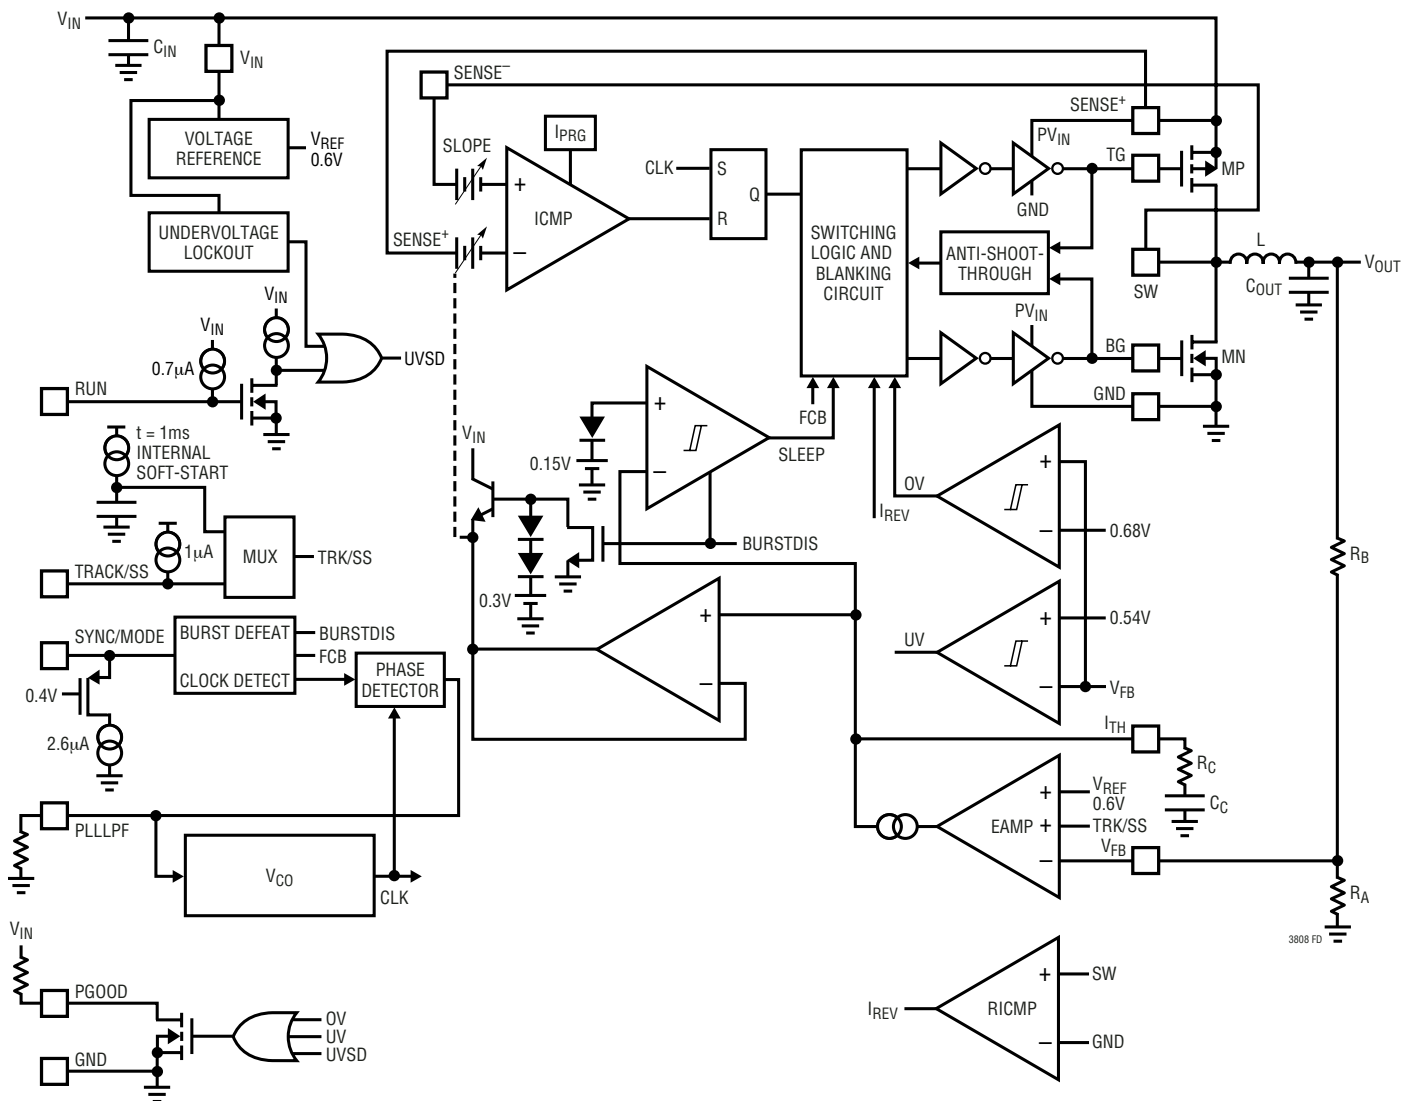 VIN
CIN
VIN
VOLTAGE
REFERENCE
VREF
0.6V
UNDERVOLTAGE
LOCKOUT
VIN
VIN
0.7µA
UVSD
RUN
t = 1ms
INTERNAL
SOFT-START
1µA
MUX
TRK/SS
TRACK/SS
SYNC/MODE
BURST DEFEAT
BURSTDIS
FCB
CLOCK DETECT
PHASE
DETECTOR
0.4V
2.6µA
PLLLPF
VCO
CLK
VIN
PGOOD
OV
UV
UVSD
GND
SENSE–
SLOPE
IPRG
+
ICMP
–
SENSE+
CLK
S
Q
R
SWITCHING
LOGIC AND
BLANKING
CIRCUIT
ANTI-SHOOT-
THROUGH
PVIN
GND
PVIN
SENSE+
TG
MP
SW
L
VOUT
COUT
BG
MN
GND
FCB
SLEEP
IREV
OV
+
–
0.15V
VIN
0.3V
BURSTDIS
+
–
+
–
0.68V
UV
+
–
0.54V
VFB
RB
ITH
RC
CC
EAMP
+
+
–
VREF
0.6V
TRK/SS
VFB
RA
3808 FD
IREV
RICMP
+
–
SW
GND